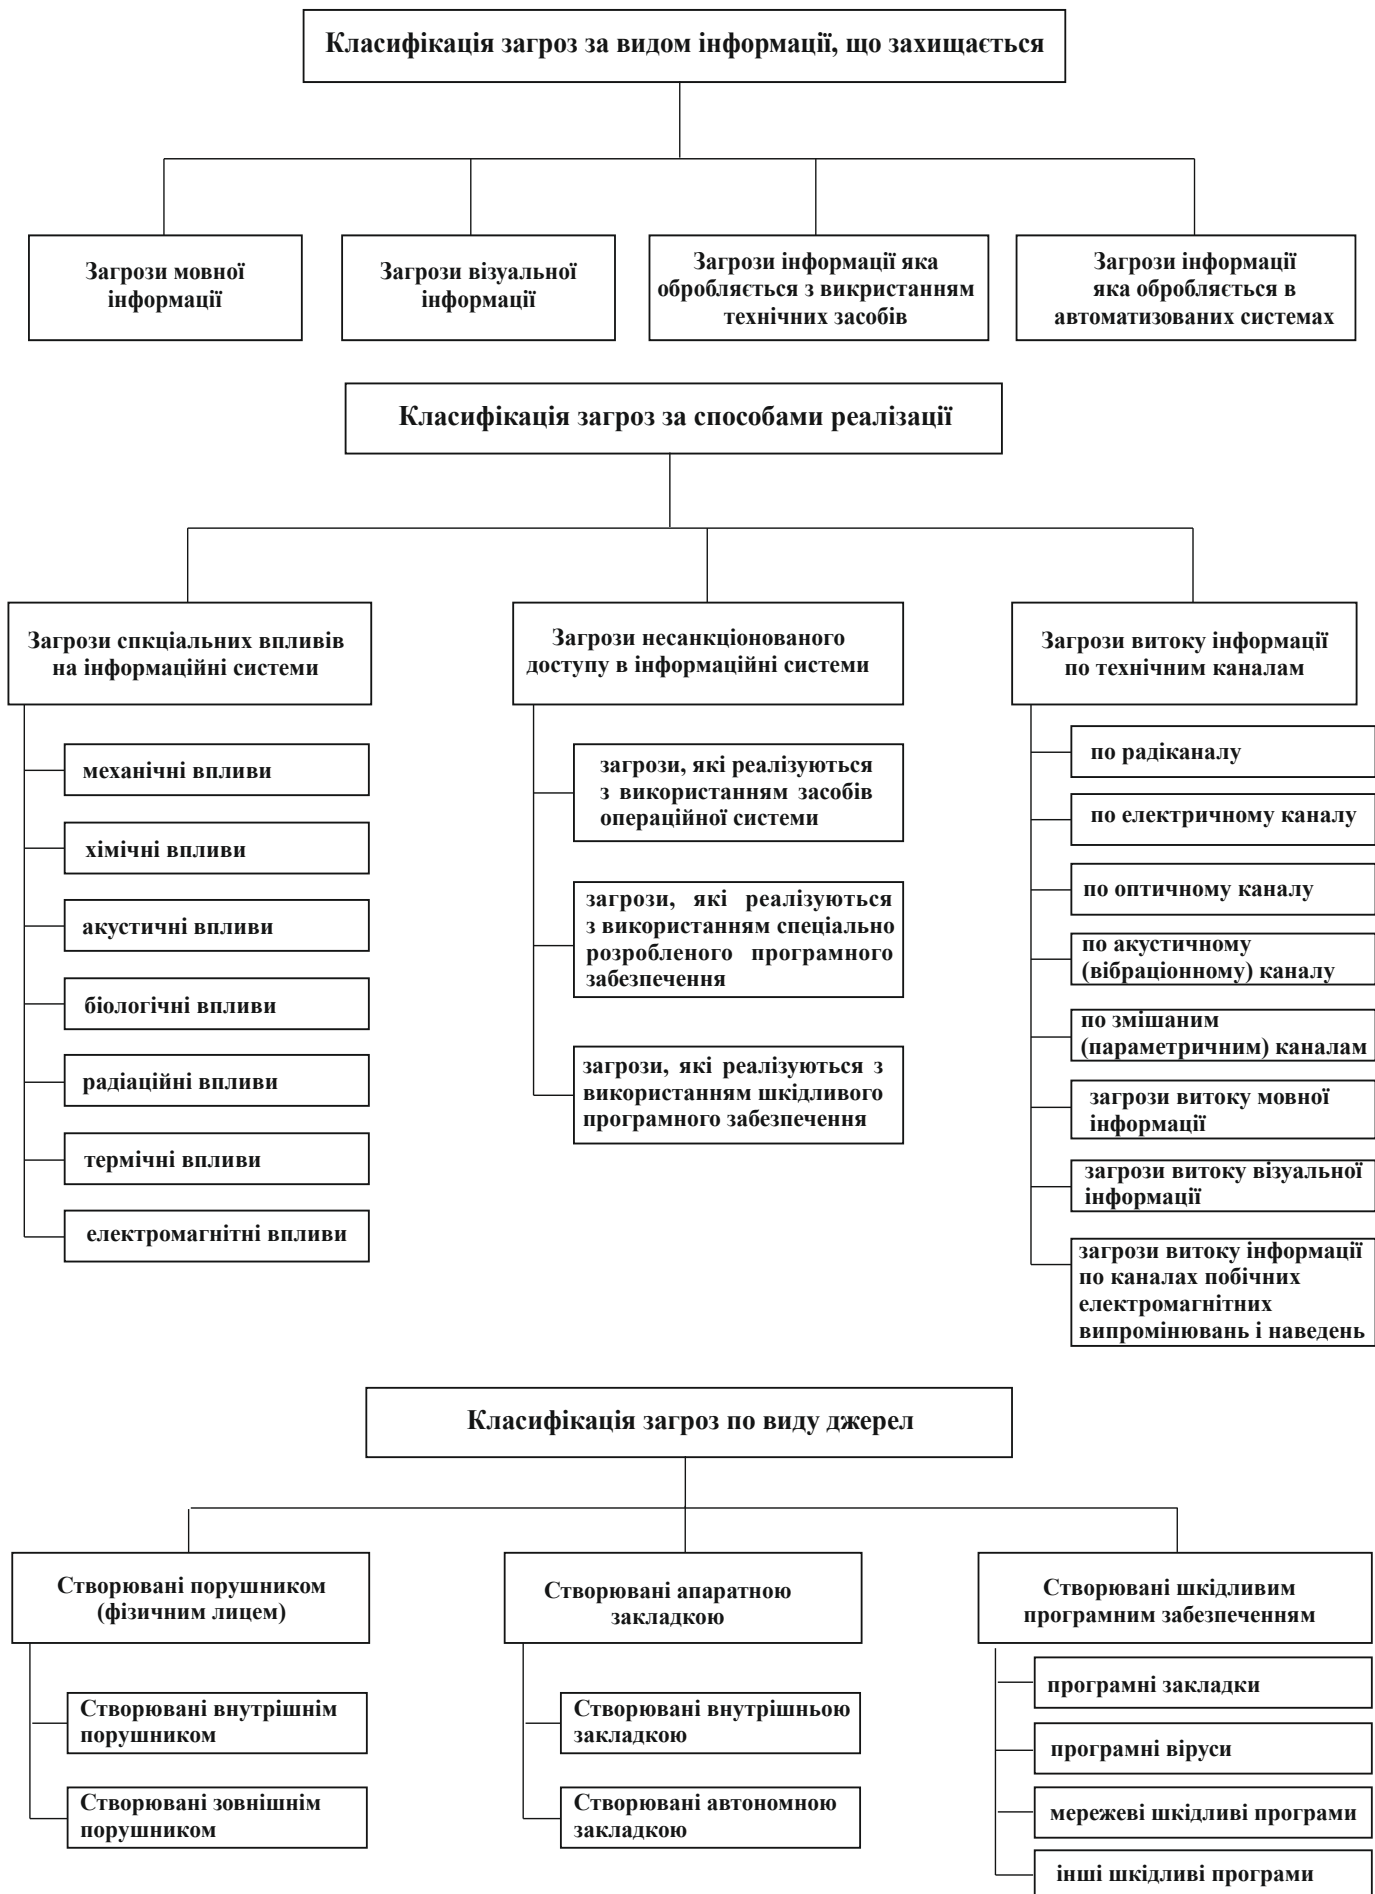 Класифікація загроз за видом інформації, що захищається
Загрози мовної
інформації
Загрози візуальної
інформації
Загрози інформації яка
обробляється з викристанням
технічних засобів
Загрози інформації
яка обробляється в
автоматизованих системах
Класифікація загроз за способами реалізації
Загрози спкціальних впливів
на інформаційні системи
механічні впливи
хімічні впливи
акустичні впливи
біологічні впливи
радіаційні впливи
термічні впливи
електромагнітні впливи
Загрози несанкціонованого
доступу в інформаційні системи
загрози, які реалізуються
з використанням засобів
операційної системи
загрози, які реалізуються
з використанням спеціально
розробленого програмного
забезпечення
загрози, які реалізуються з
використанням шкідливого
програмного забезпечення
Загрози витоку інформації
по технічним каналам
по радіканалу
по електричному каналу
по оптичному каналу
по акустичному
(вібраціонному) каналу
по змішаним
(параметричним) каналам
загрози витоку мовної
інформації
загрози витоку візуальної
інформації
загрози витоку інформації
по каналах побічних
електромагнітних
випромінювань і наведень
Класифікація загроз по виду джерел
Створювані порушником
(фізичним лицем)
Створювані внутрішнім
порушником
Створювані зовнішнім
порушником
Створювані апаратною
закладкою
Створювані внутрішньою
закладкою
Створювані автономною
закладкою
Створювані шкідливим
програмним забезпеченням
програмні закладки
програмні віруси
мережеві шкідливі програми
інші шкідливі програми